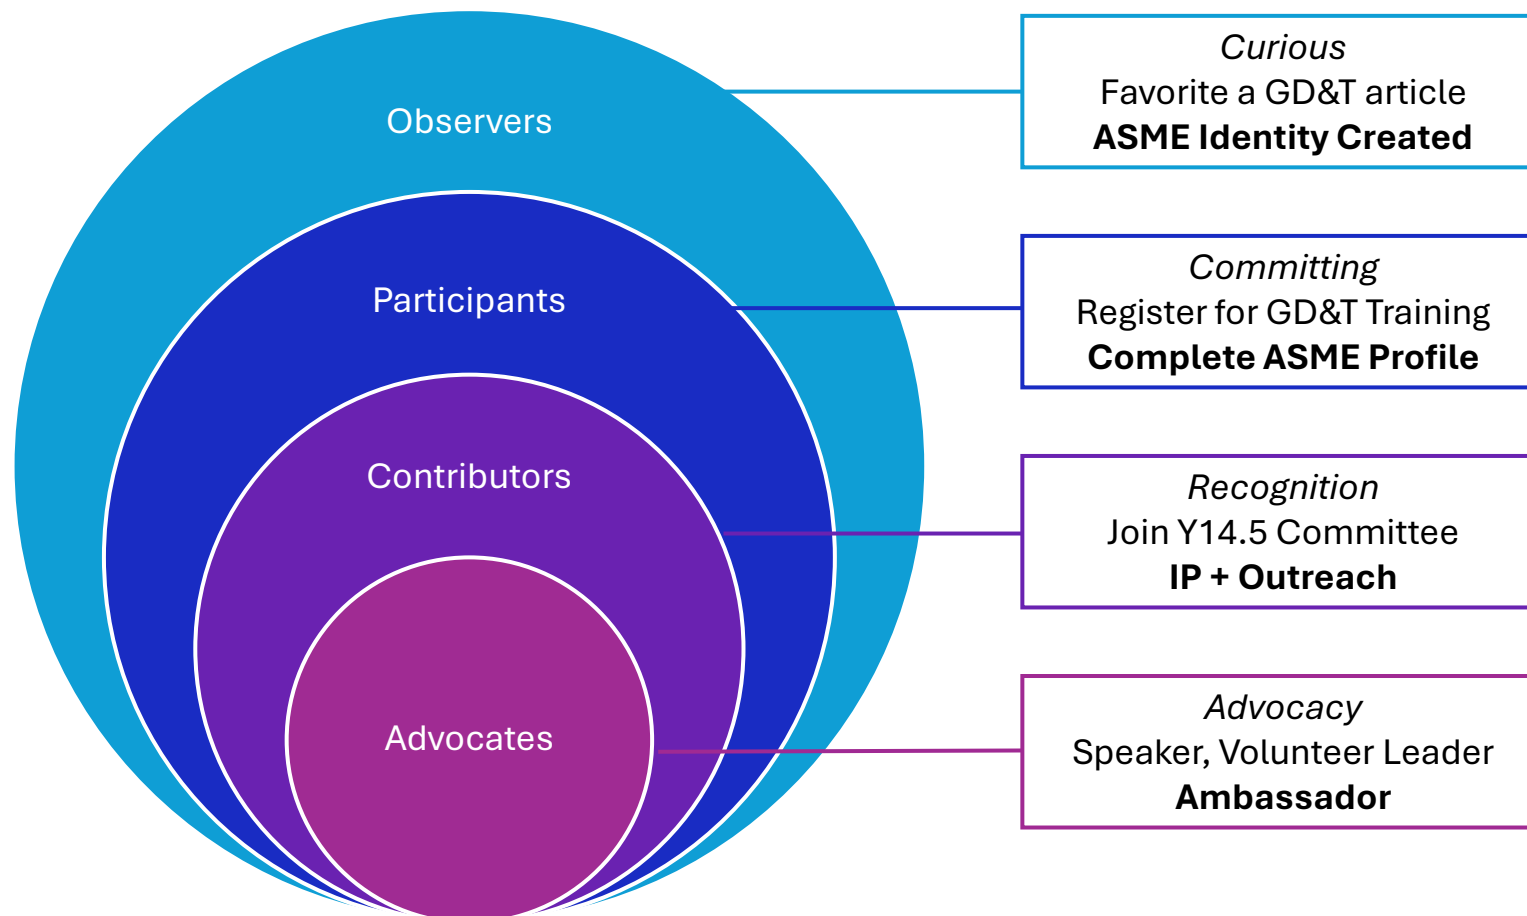 Observers
Curious
Favorite a GD&T article
ASME Identity Created
Participants
Committing
Register for GD&T Training
Complete ASME Profile
Contributors
Recognition
Join Y14.5 Committee
IP + Outreach
Advocates
Advocacy
Speaker, Volunteer Leader
Ambassador